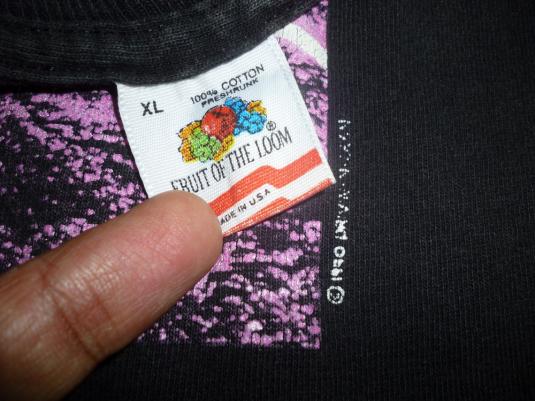 XL
100% COTTON
PRESHRUNK
FRUIT OF THE LOOM®
MADE IN U.S.A
©